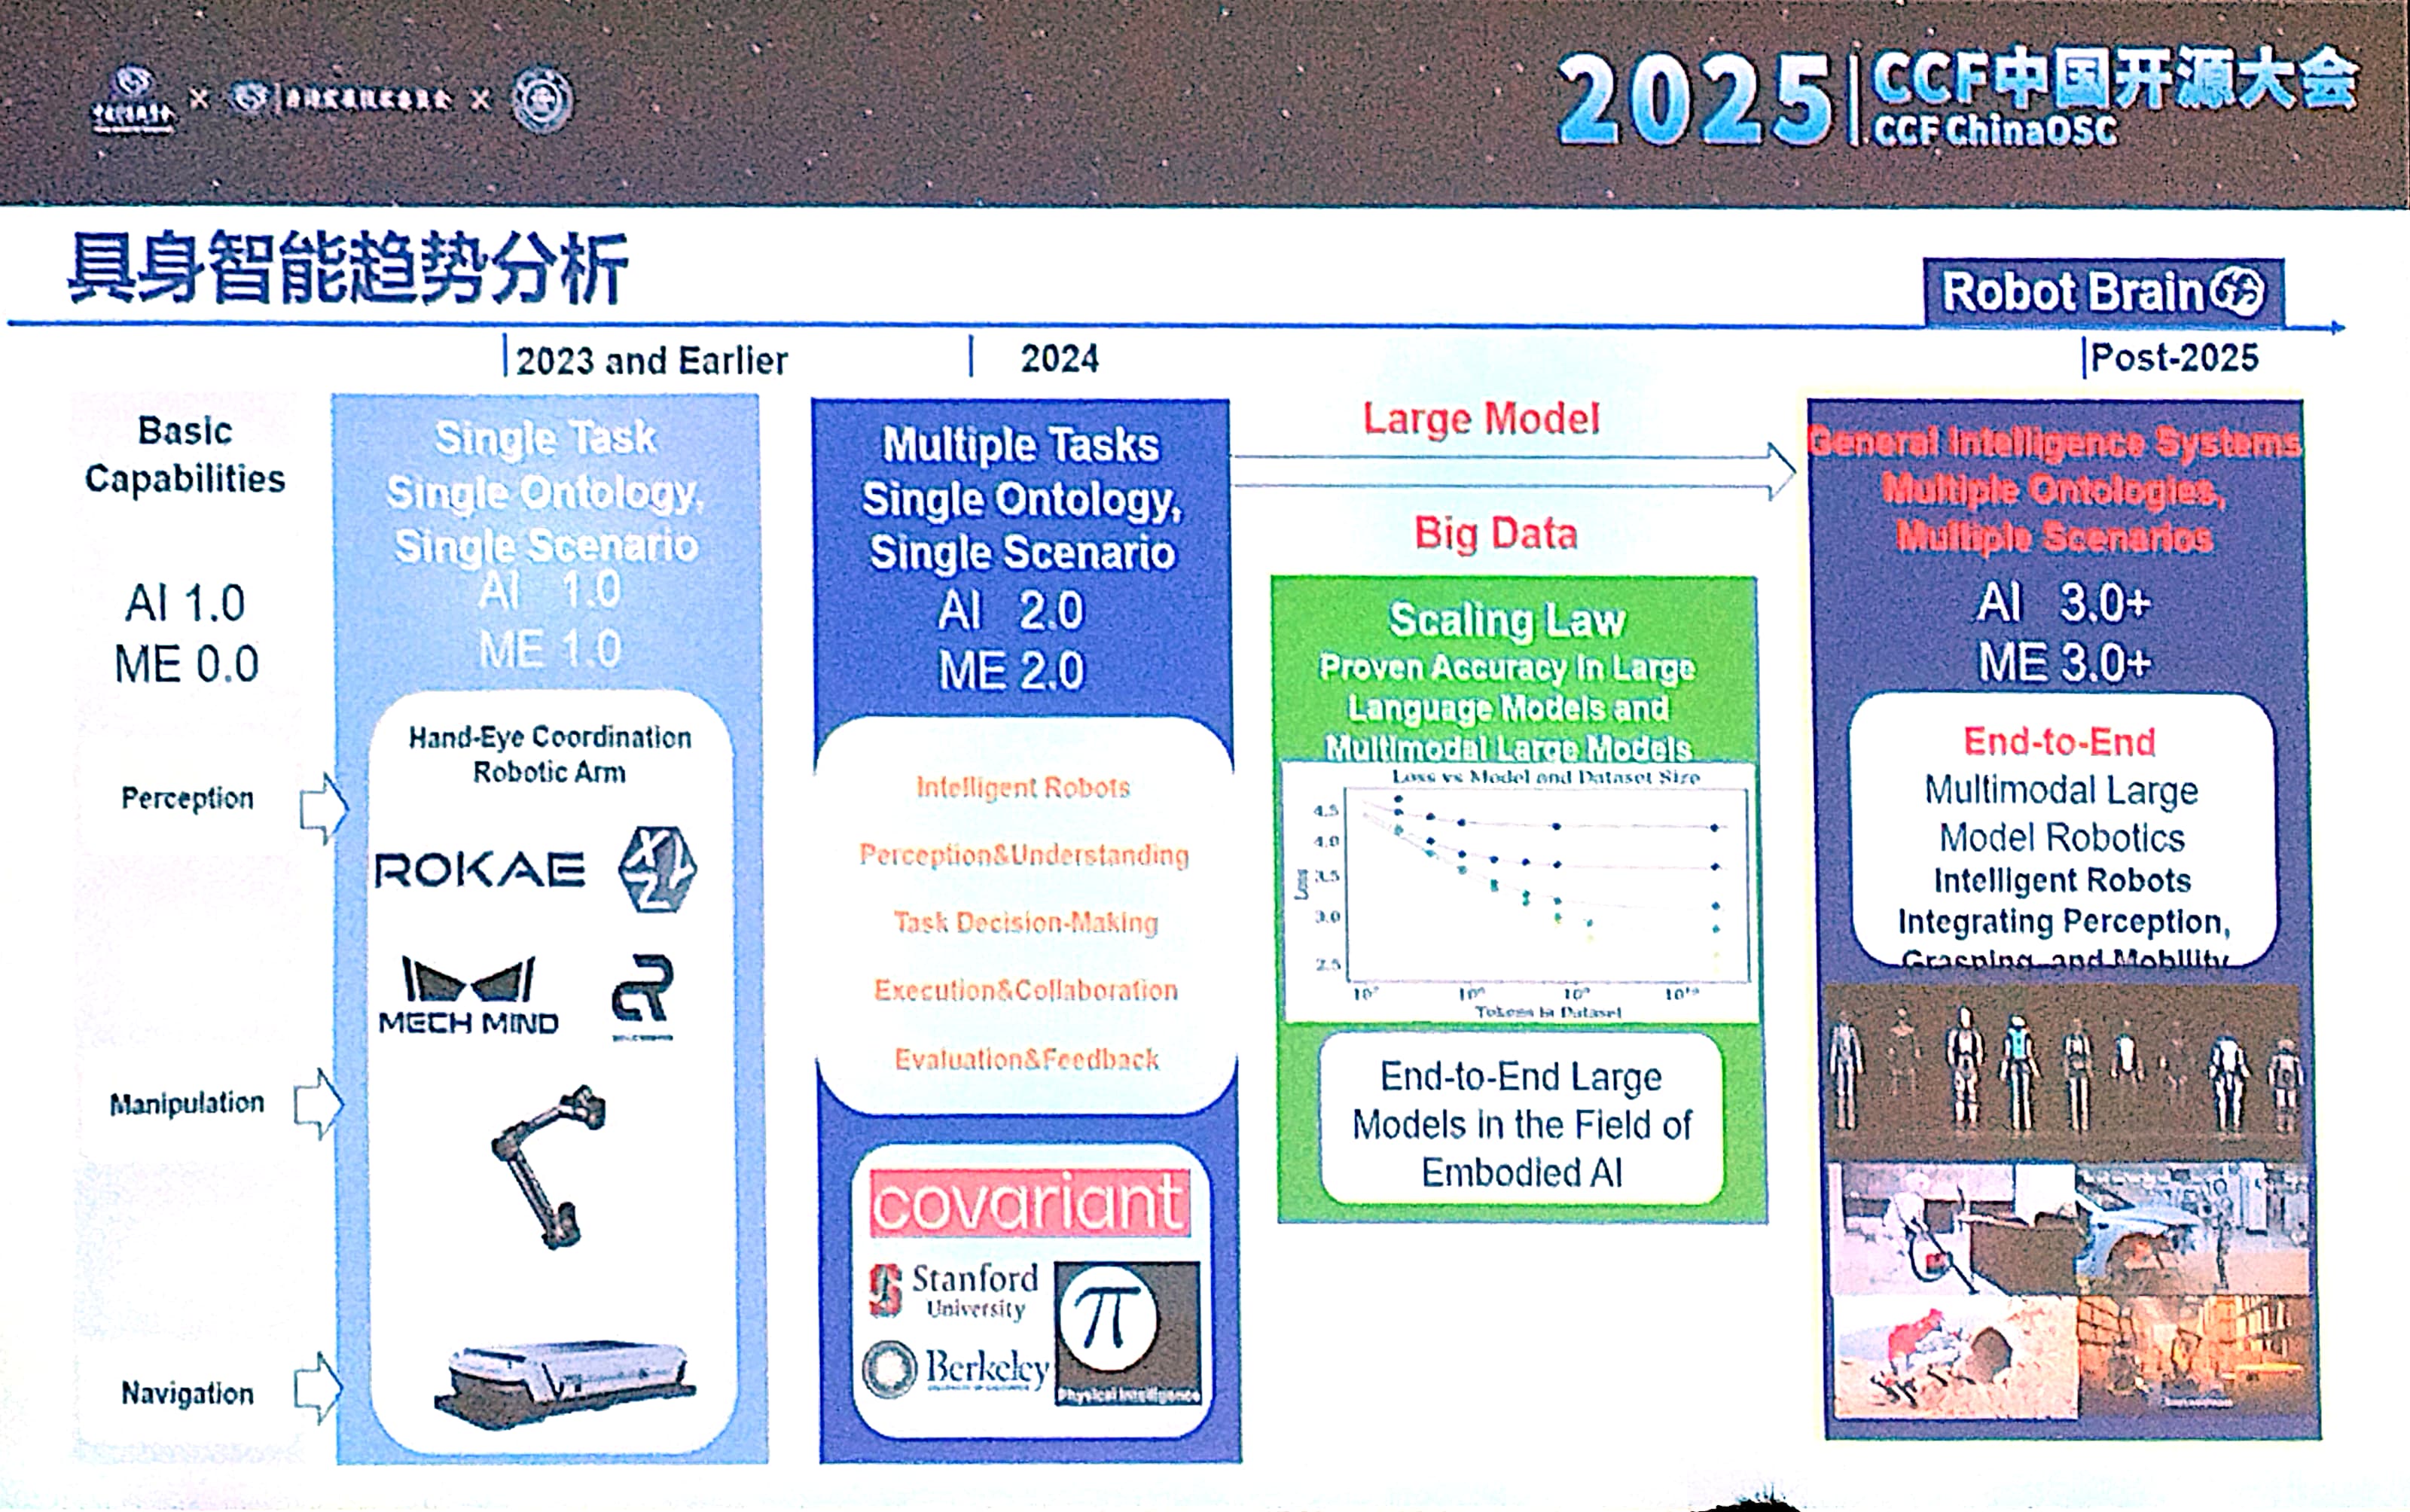 2025
CCF中国开源大会
CCF ChinaOSC
具身智能趋势分析
Robot Brain
2023 and Earlier
2024
Post-2025
Basic
Capabilities
AI 1.0
ME 0.0
Perception
Manipulation
Navigation
Single Task
Single Ontology,
Single Scenario
AI 1.0
ME 1.0
Hand-Eye Coordination
Robotic Arm
ROKAE
XYZ
MECH MIND
Multiple Tasks
Single Ontology,
Single Scenario
AI 2.0
ME 2.0
Intelligent Robots
Perception&Understanding
Task Decision-Making
Execution&Collaboration
Evaluation&Feedback
covariant
Stanford
University
Berkeley
π
Physical Intelligence
Large Model
Big Data
Scaling Law
Proven Accuracy in Large
Language Models and
Multimodal Large Models
Loss vs Model and Dataset Size
Loss
4.5
4.0
3.5
3.0
2.5
Tokens in Dataset
End-to-End Large
Models in the Field of
Embodied AI
General Intelligence Systems
Multiple Ontologies,
Multiple Scenarios
AI 3.0+
ME 3.0+
End-to-End
Multimodal Large
Model Robotics
Intelligent Robots
Integrating Perception,
Grasping, and Mobility